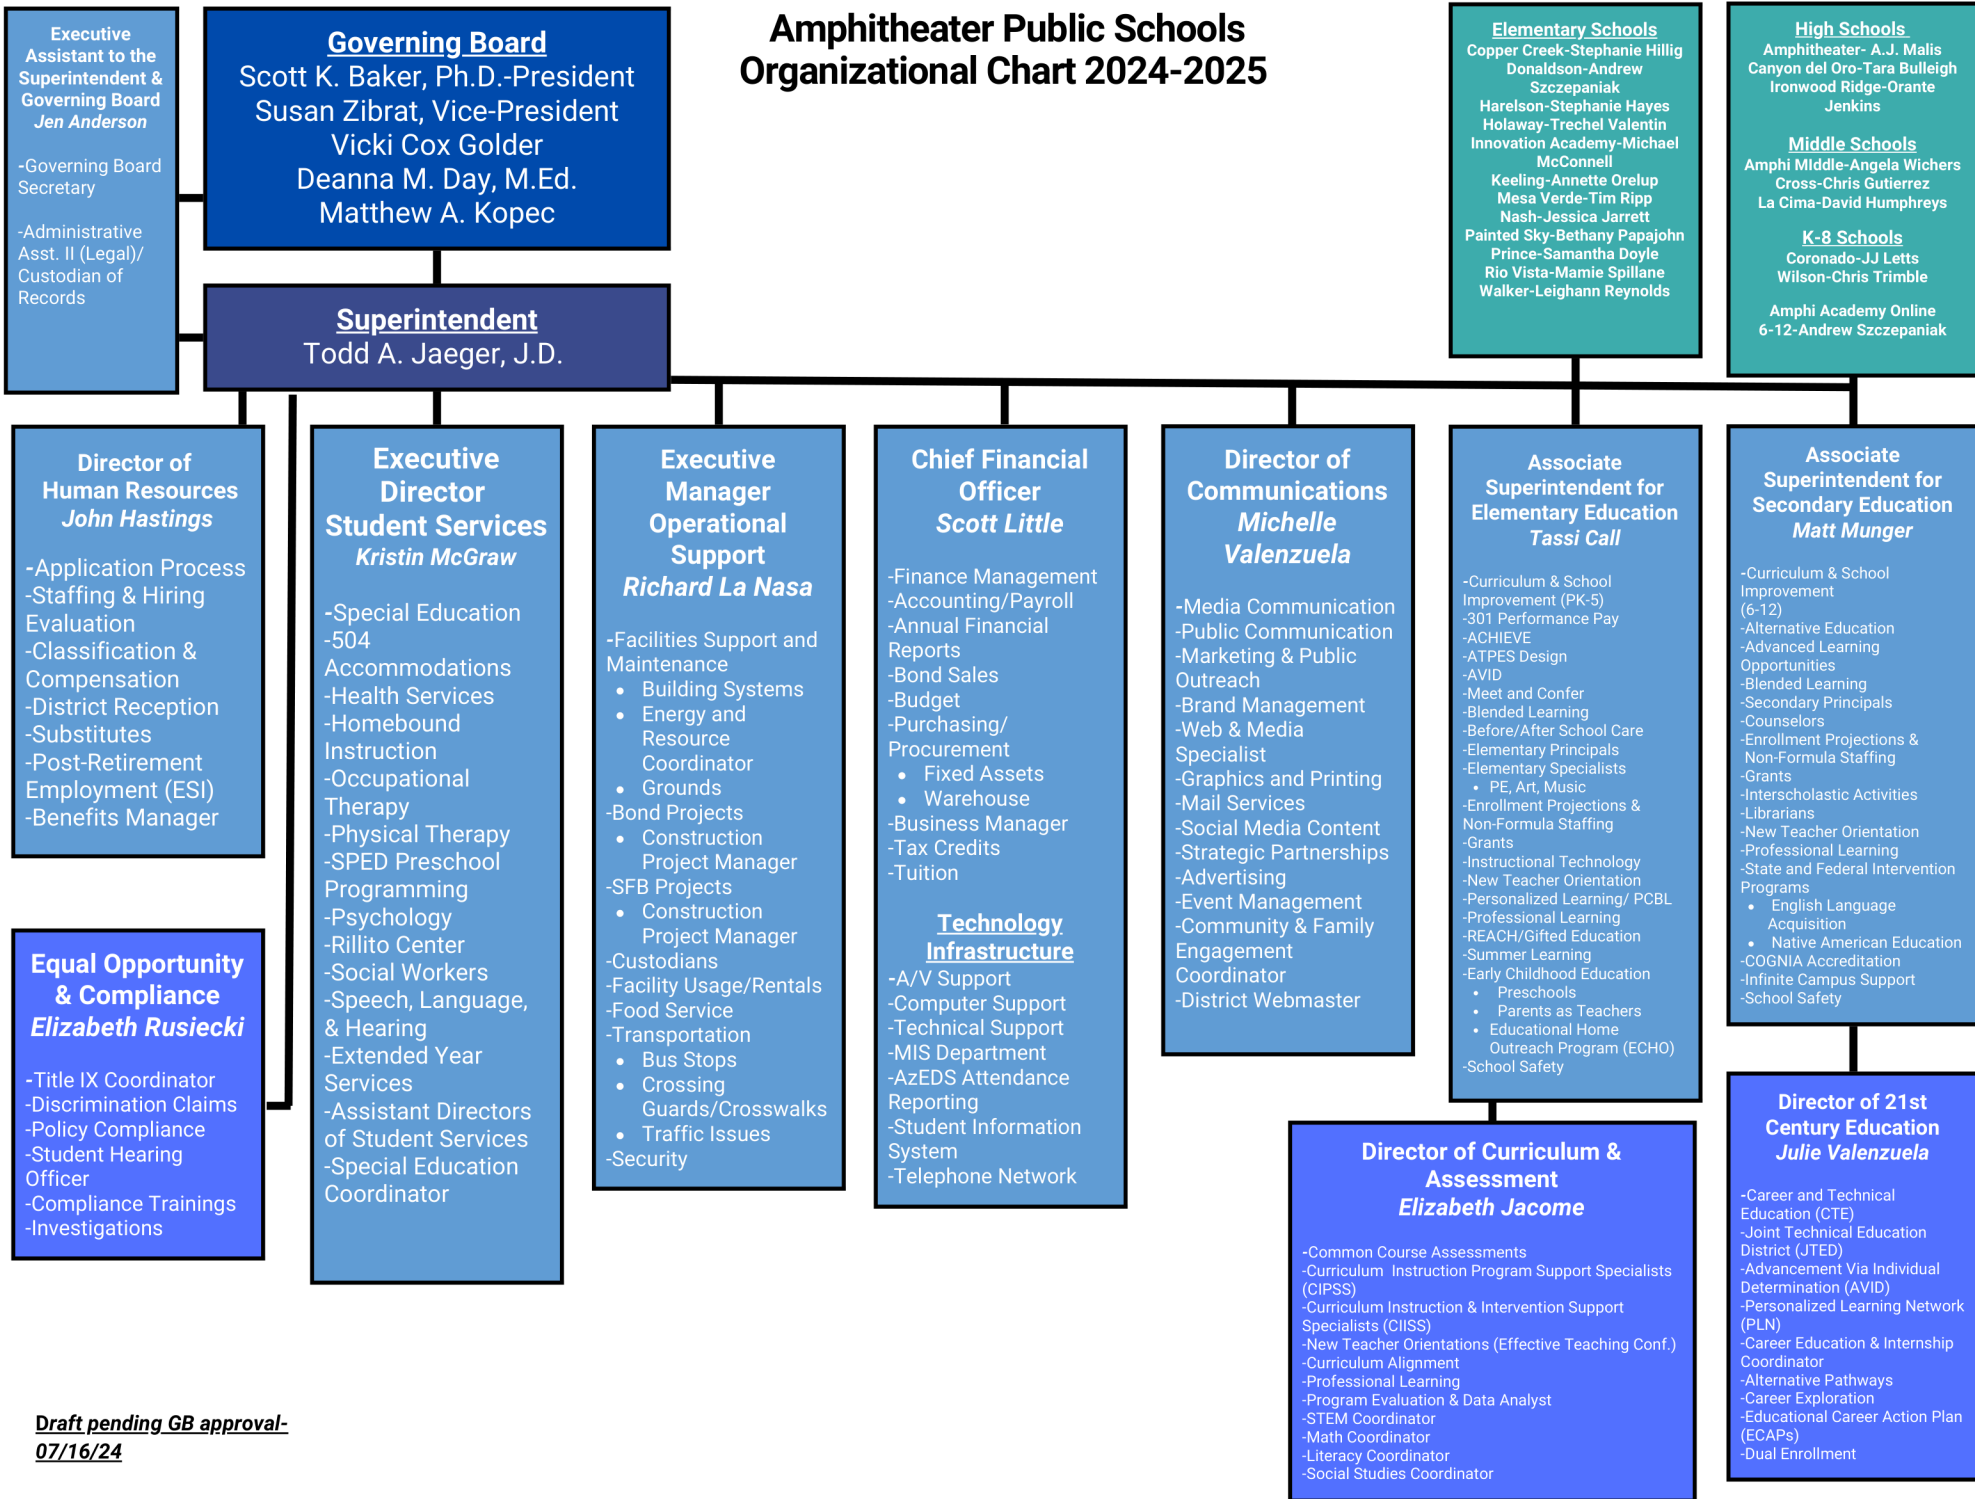 Amphitheater Public Schools
Organizational Chart 2024-2025
Executive
Assistant to the
Superintendent &
Governing Board
Jen Anderson
-Governing Board
Secretary
-Administrative
Asst. II (Legal)/
Custodian of
Records
Governing Board
Scott K. Baker, Ph.D.-President
Susan Zibrat, Vice-President
Vicki Cox Golder
Deanna M. Day, M.Ed.
Matthew A. Kopec
Superintendent
Todd A. Jaeger, J.D.
Elementary Schools
Copper Creek-Stephanie Hillig
Donaldson-Andrew
Szczepaniak
Harelson-Stephanie Hayes
Holaway-Trechel Valentin
Innovation Academy-Michael
McConnell
Keeling-Annette Orelup
Mesa Verde-Tim Ripp
Nash-Jessica Jarrett
Painted Sky-Bethany Papajohn
Prince-Samantha Doyle
Rio Vista-Mamie Spillane
Walker-Leighann Reynolds
High Schools
Amphitheater- A.J. Malis
Canyon del Oro-Tara Bulleigh
Ironwood Ridge-Orante
Jenkins
Middle Schools
Amphi MIddle-Angela Wichers
Cross-Chris Gutierrez
La Cima-David Humphreys
K-8 Schools
Coronado-JJ Letts
Wilson-Chris Trimble
Amphi Academy Online
6-12-Andrew Szczepaniak
Director of
Human Resources
John Hastings
-Application Process
-Staffing & Hiring
Evaluation
-Classification &
Compensation
-District Reception
-Substitutes
-Post-Retirement
Employment (ESI)
-Benefits Manager
Equal Opportunity
& Compliance
Elizabeth Rusiecki
-Title IX Coordinator
-Discrimination Claims
-Policy Compliance
-Student Hearing
Officer
-Compliance Trainings
-Investigations
Executive
Director
Student Services
Kristin McGraw
-Special Education
-504
Accommodations
-Health Services
-Homebound
Instruction
-Occupational
Therapy
-Physical Therapy
-SPED Preschool
Programming
-Psychology
-Rillito Center
-Social Workers
-Speech, Language,
& Hearing
-Extended Year
Services
-Assistant Directors
of Student Services
-Special Education
Coordinator
Executive
Manager
Operational
Support
Richard La Nasa
-Facilities Support and
Maintenance
• Building Systems
• Energy and
Resource
Coordinator
• Grounds
-Bond Projects
• Construction
Project Manager
-SFB Projects
• Construction
Project Manager
-Custodians
-Facility Usage/Rentals
-Food Service
-Transportation
• Bus Stops
• Crossing
Guards/Crosswalks
• Traffic Issues
-Security
Chief Financial
Officer
Scott Little
-Finance Management
-Accounting/Payroll
-Annual Financial
Reports
-Bond Sales
-Budget
-Purchasing/
Procurement
• Fixed Assets
• Warehouse
-Business Manager
-Tax Credits
-Tuition
Technology
Infrastructure
-A/V Support
-Computer Support
-Technical Support
-MIS Department
-AzEDS Attendance
Reporting
-Student Information
System
-Telephone Network
Director of
Communications
Michelle
Valenzuela
-Media Communication
-Public Communication
-Marketing & Public
Outreach
-Brand Management
-Web & Media
Specialist
-Graphics and Printing
-Mail Services
-Social Media Content
-Strategic Partnerships
-Advertising
-Event Management
-Community & Family
Engagement
Coordinator
-District Webmaster
Associate
Superintendent for
Elementary Education
Tassi Call
-Curriculum & School
Improvement (PK-5)
-301 Performance Pay
-ACHIEVE
-ATPES Design
-AVID
-Meet and Confer
-Blended Learning
-Before/After School Care
-Elementary Principals
-Elementary Specialists
• PE, Art, Music
-Enrollment Projections &
Non-Formula Staffing
-Grants
-Instructional Technology
-New Teacher Orientation
-Personalized Learning/ PCBL
-Professional Learning
-REACH/Gifted Education
-Summer Learning
-Early Childhood Education
• Preschools
• Parents as Teachers
• Educational Home
Outreach Program (ECHO)
-School Safety
Director of Curriculum &
Assessment
Elizabeth Jacome
-Common Course Assessments
-Curriculum Instruction Program Support Specialists
(CIPSS)
-Curriculum Instruction & Intervention Support
Specialists (CIISS)
-New Teacher Orientations (Effective Teaching Conf.)
-Curriculum Alignment
-Professional Learning
-Program Evaluation & Data Analyst
-STEM Coordinator
-Math Coordinator
-Literacy Coordinator
-Social Studies Coordinator
Associate
Superintendent for
Secondary Education
Matt Munger
-Curriculum & School
Improvement
(6-12)
-Alternative Education
-Advanced Learning
Opportunities
-Blended Learning
-Secondary Principals
-Counselors
-Enrollment Projections &
Non-Formula Staffing
-Grants
-Interscholastic Activities
-Librarians
-New Teacher Orientation
-Professional Learning
-State and Federal Intervention
Programs
• English Language
Acquisition
• Native American Education
-COGNIA Accreditation
-Infinite Campus Support
-School Safety
Director of 21st
Century Education
Julie Valenzuela
-Career and Technical
Education (CTE)
-Joint Technical Education
District (JTED)
-Advancement Via Individual
Determination (AVID)
-Personalized Learning Network
(PLN)
-Career Education & Internship
Coordinator
-Alternative Pathways
-Career Exploration
-Educational Career Action Plan
(ECAPs)
-Dual Enrollment
Draft pending GB approval-
07/16/24